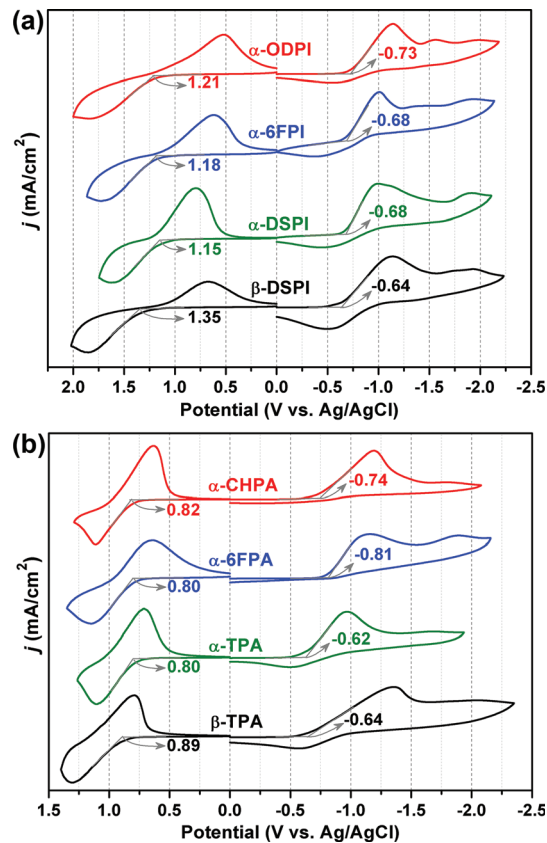 (a)
j (mA/cm²)
α-ODPI
1.21
-0.73
α-6FPI
1.18
-0.68
α-DSPI
1.15
-0.68
β-DSPI
1.35
-0.64
2.0 1.5 1.0 0.5 0.0 -0.5 -1.0 -1.5 -2.0 -2.5
Potential (V vs. Ag/AgCl)
(b)
j (mA/cm²)
α-CHPA
0.82
-0.74
α-6FPA
0.80
-0.81
α-TPA
0.80
-0.62
β-TPA
0.89
-0.64
1.5 1.0 0.5 0.0 -0.5 -1.0 -1.5 -2.0 -2.5
Potential (V vs. Ag/AgCl)